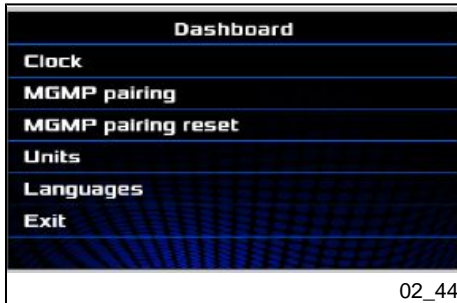 Dashboard
Clock
MGMP pairing
MGMP pairing reset
Units
Languages
Exit
02_44